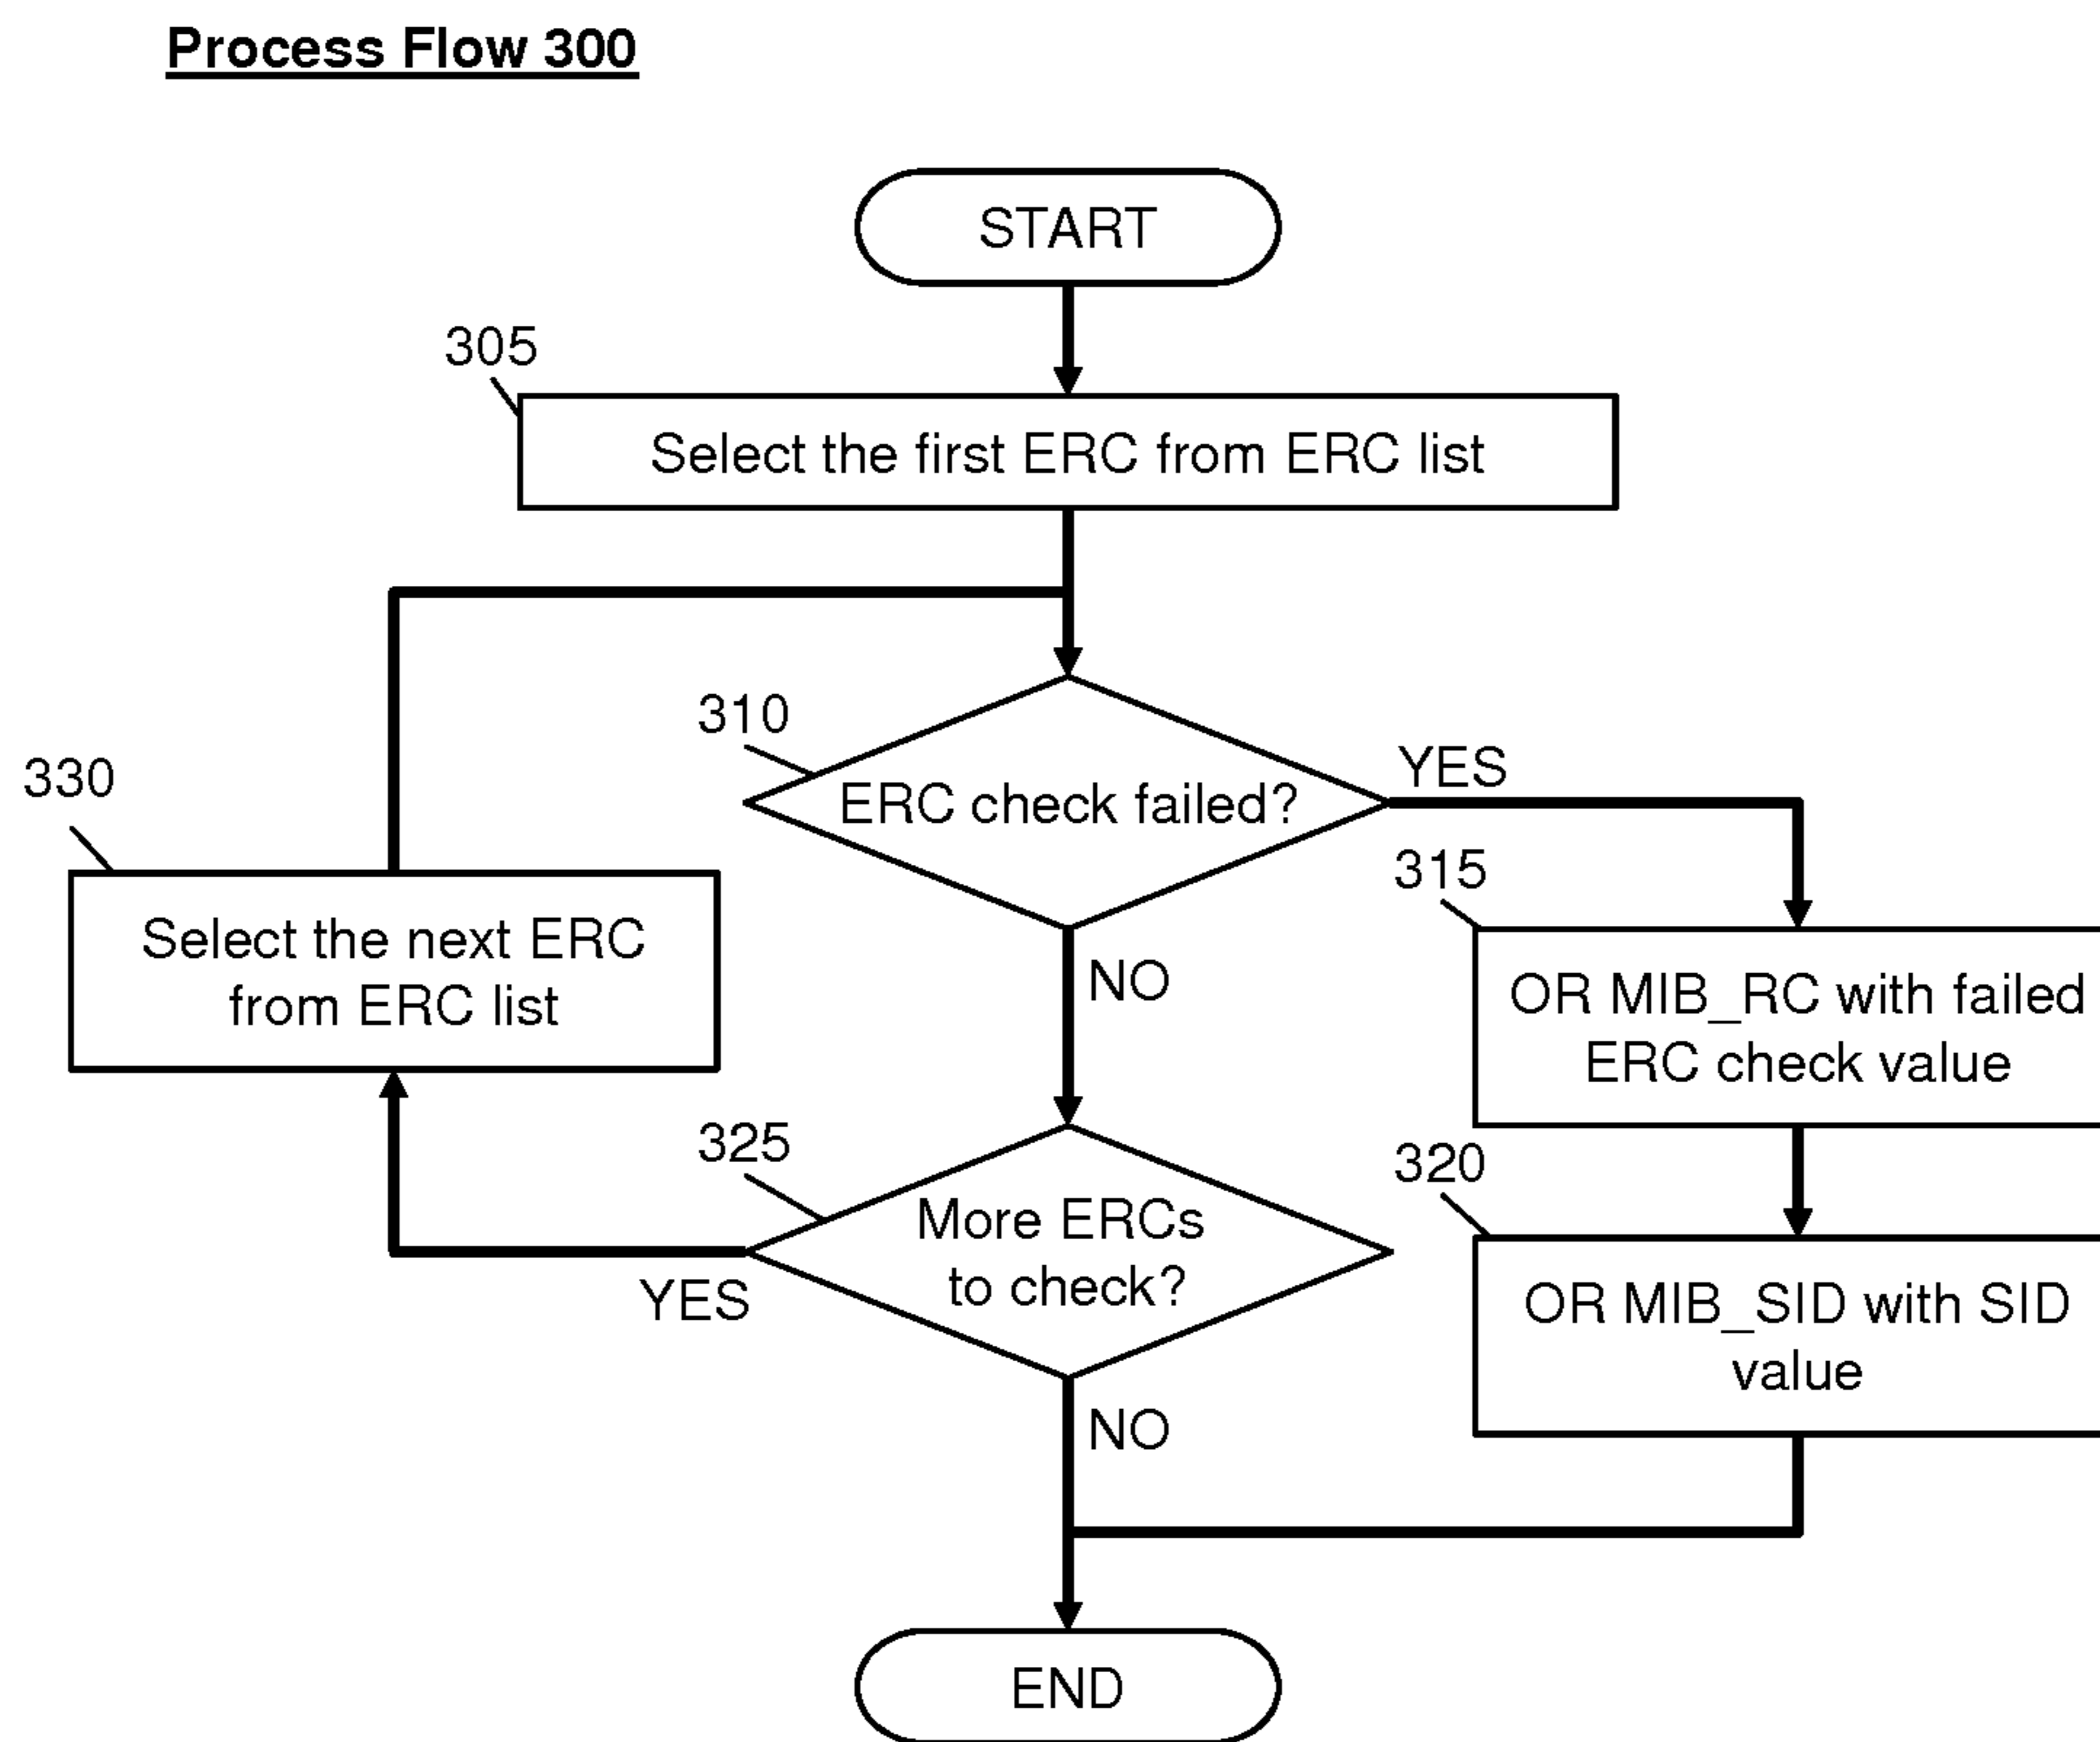 Process Flow 300
START
305
Select the first ERC from ERC list
310
ERC check failed?
YES
330
Select the next ERC
from ERC list
NO
315
OR MIB_RC with failed
ERC check value
325
More ERCs
to check?
YES
320
OR MIB_SID with SID
value
NO
END